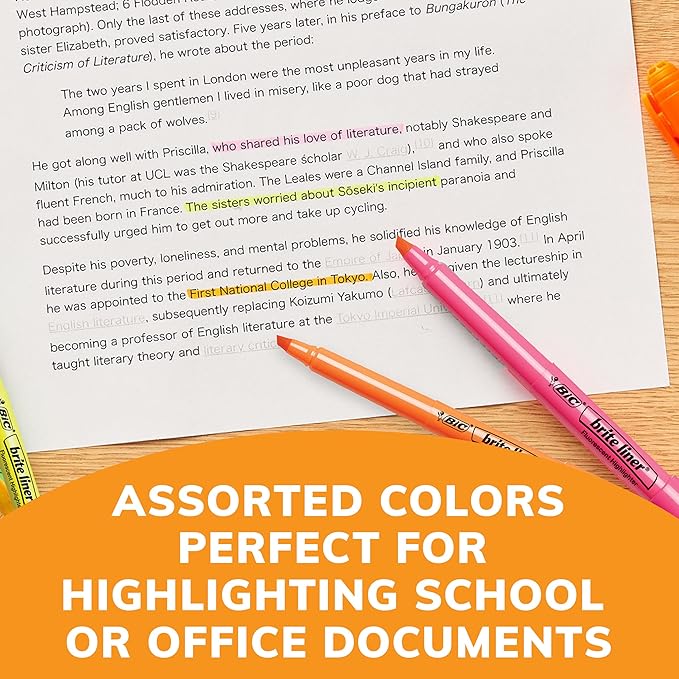 West Hampstead; 6 Flodden
photograph). Only the last of these addresses, where he lodged
sister Elizabeth, proved satisfactory. Five years later, in his preface to Bungakuron (The
Criticism of Literature), he wrote about the period:
The two years I spent in London were the most unpleasant years in my life.
Among English gentlemen I lived in misery, like a poor dog that had strayed
among a pack of wolves.[9]
He got along well with Priscilla, who shared his love of literature, notably Shakespeare and
Milton (his tutor at UCL was the Shakespeare scholar W. J. Craig),[10] and who also spoke
fluent French, much to his admiration. The Leales were a Channel Island family, and Priscilla
had been born in France. The sisters worried about Sōseki's incipient paranoia and
successfully urged him to get out more and take up cycling.
Despite his poverty, loneliness, and mental problems, he solidified his knowledge of English
literature during this period and returned to the Empire of in January 1903.[11] In April
he was appointed to the First National College in Tokyo. Also, he given the lectureship in
English literature, subsequently replacing Koizumi Yakumo (Lafca and ultimately
becoming a professor of English literature at the Tokyo Imperial Univ [11] where he
taught literary theory and literary critic
BIC brite liner
Fluorescent Highlighter
BIC brite liner
BIC brite liner
Fluorescent Highlighter
ASSORTED COLORS
PERFECT FOR
HIGHLIGHTING SCHOOL
OR OFFICE DOCUMENTS